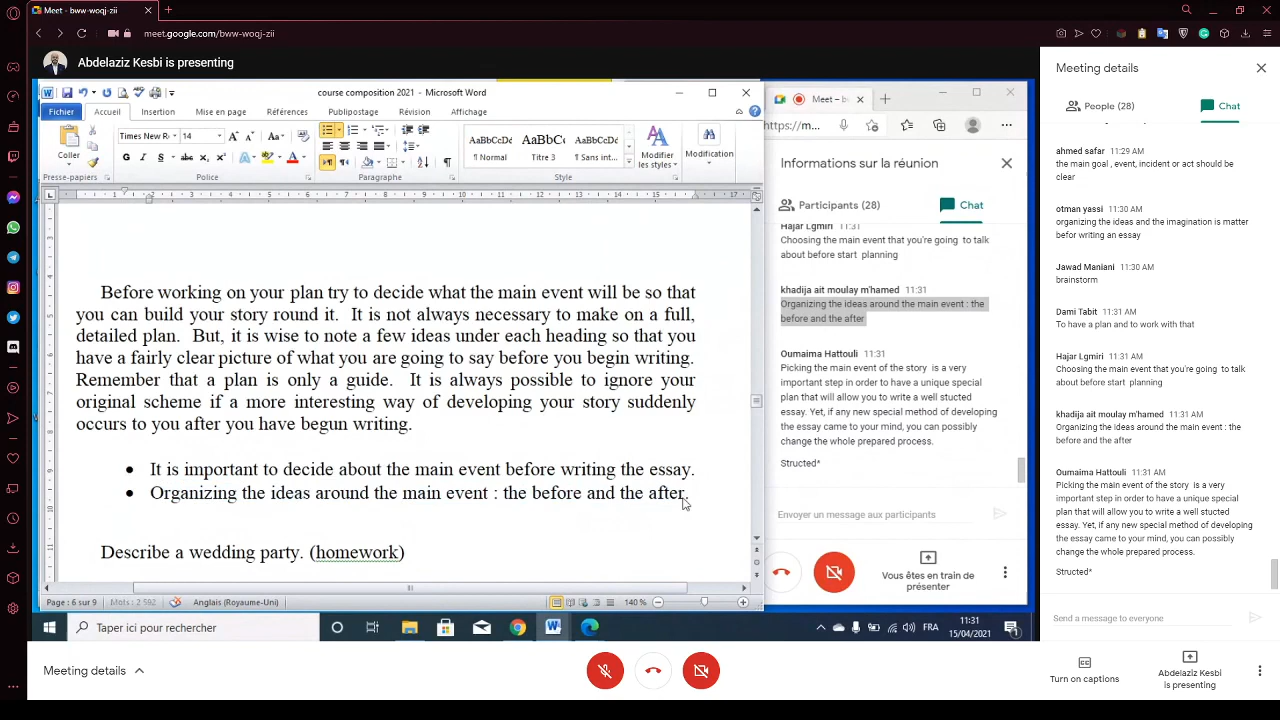 Meet - bww-woqj-zii
meet.google.com/bww-woqj-zii
Abdelaziz Kesbi is presenting
course composition 2021 - Microsoft Word
Fichier
Accueil
Insertion
Mise en page
Références
Publipostage
Révision
Affichage
Coller
Times New R
14
AaBbCcDd
AaBbCc
AaBbCcDd
¶ Normal
Titre 3
¶ Sans int...
Modifier
les styles
Modification
Presse-papiers
Police
Paragraphe
Style
Before working on your plan try to decide what the main event will be so that
you can build your story round it. It is not always necessary to make on a full,
detailed plan. But, it is wise to note a few ideas under each heading so that you
have a fairly clear picture of what you are going to say before you begin writing.
Remember that a plan is only a guide. It is always possible to ignore your
original scheme if a more interesting way of developing your story suddenly
occurs to you after you have begun writing.
• It is important to decide about the main event before writing the essay.
• Organizing the ideas around the main event : the before and the after.
Describe a wedding party. (homework)
Page : 6 sur 9
Mots : 2 592
Anglais (Royaume-Uni)
140 %
Meet – b
https://m...
Informations sur la réunion
Participants (28)
Chat
Hajar Lgmiri 11:31
Choosing the main event that you're going to talk
about before start planning
khadija ait moulay m'hamed 11:31
Organizing the ideas around the main event : the
before and the after
Oumaima Hattouli 11:31
Picking the main event of the story is a very
important step in order to have a unique special
plan that will allow you to write a well stucted
essay. Yet, if any new special method of developing
the essay came to your mind, you can possibly
change the whole prepared process.
Structed*
Envoyer un message aux participants
Vous êtes en train de
présenter
Taper ici pour rechercher
FRA
11:31
15/04/2021
1
Meeting details
People (28)
Chat
ahmed safar 11:29 AM
the main goal , event, incident or act should be
clear
otman yassi 11:30 AM
organizing the ideas and the imagination is matter
befor writing an essay
Jawad Maniani 11:30 AM
brainstorm
Dami Tabit 11:31 AM
To have a plan and to work with that
Hajar Lgmiri 11:31 AM
Choosing the main event that you're going to talk
about before start planning
khadija ait moulay m'hamed 11:31 AM
Organizing the ideas around the main event : the
before and the after
Oumaima Hattouli 11:31 AM
Picking the main event of the story is a very
important step in order to have a unique special
plan that will allow you to write a well stucted
essay. Yet, if any new special method of developing
the essay came to your mind, you can possibly
change the whole prepared process.
Structed*
Send a message to everyone
Meeting details
Turn on captions
Abdelaziz Kesbi
is presenting